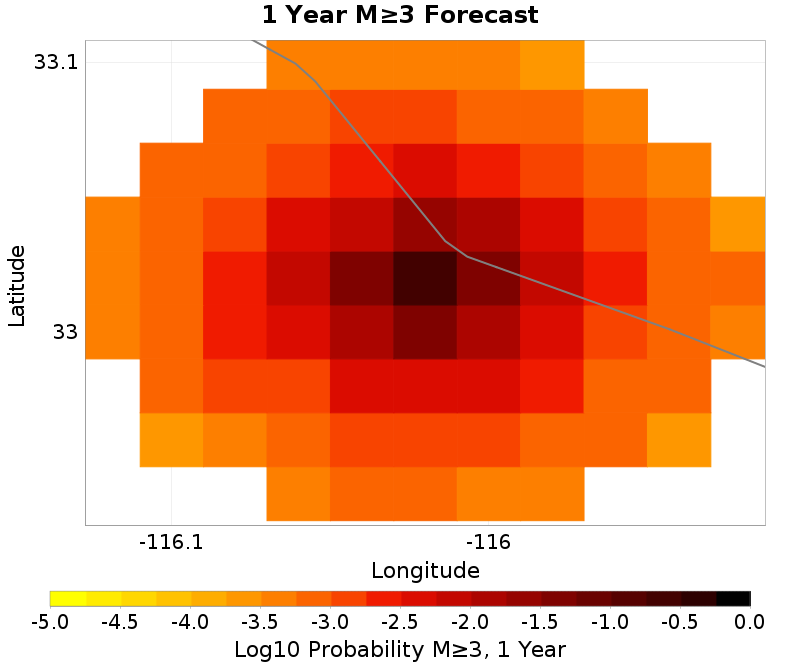 1 Year M≥3 Forecast
33.1
33
Latitude
-116.1 -116
Longitude
-5.0 -4.5 -4.0 -3.5 -3.0 -2.5 -2.0 -1.5 -1.0 -0.5 0.0
Log10 Probability M≥3, 1 Year